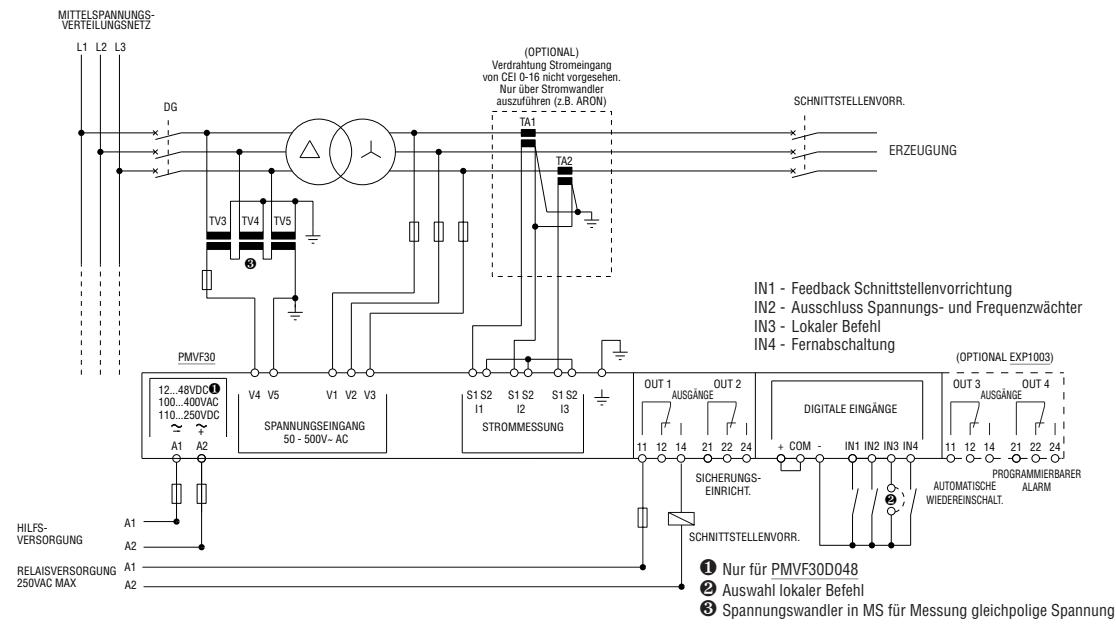 MITTELSPANNUNGS-
VERTEILUNGSNETZ
L1 L2 L3
DG
(OPTIONAL)
Verdrahtung Stromeingang
von CEI 0-16 nicht vorgesehen.
Nur über Stromwandler
auszuführen (z.B. ARON)
TA1
TA2
SCHNITTSTELLENVORR.
ERZEUGUNG
TV3 TV4 TV5
❸
IN1 - Feedback Schnittstellenvorrichtung
IN2 - Ausschluss Spannungs- und Frequenzwächter
IN3 - Lokaler Befehl
IN4 - Fernabschaltung
PMVF30
(OPTIONAL EXP1003)
12...48VDC❶
100...400VAC
110...250VDC
~ ~
- +
A1 A2
V4 V5 V1 V2 V3
SPANNUNGSEINGANG
50 - 500V~ AC
S1 S2 S1 S2 S1 S2
I1 I2 I3
STROMMESSUNG
OUT 1 OUT 2
AUSGÄNGE
11 12 14 21 22 24
DIGITALE EINGÄNGE
+ COM - IN1 IN2 IN3 IN4
OUT 3 OUT 4
AUSGÄNGE
11 12 14 21 22 24
SICHERUNGS-
EINRICHT.
❷
AUTOMATISCHE
WIEDEREINSCHALT.
PROGRAMMIERBARER
ALARM
HILFS-
VERSORGUNG
A1
A2
SCHNITTSTELLENVORR.
RELAISVERSORGUNG
250VAC MAX
A1
A2
❶ Nur für PMVF30D048
❷ Auswahl lokaler Befehl
❸ Spannungswandler in MS für Messung gleichpolige Spannung